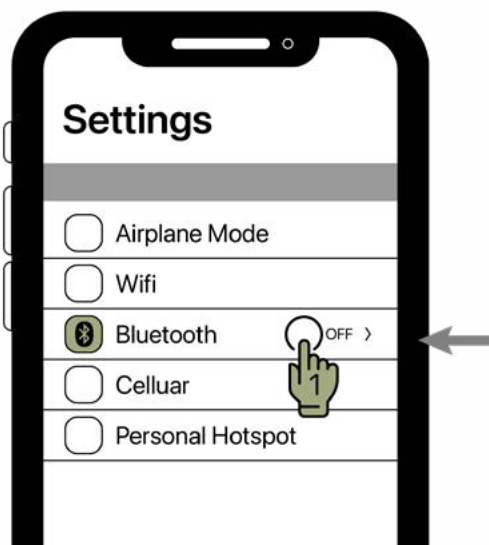 Settings
Airplane Mode
Wifi
Bluetooth OFF >
1
Celluar
Personal Hotspot